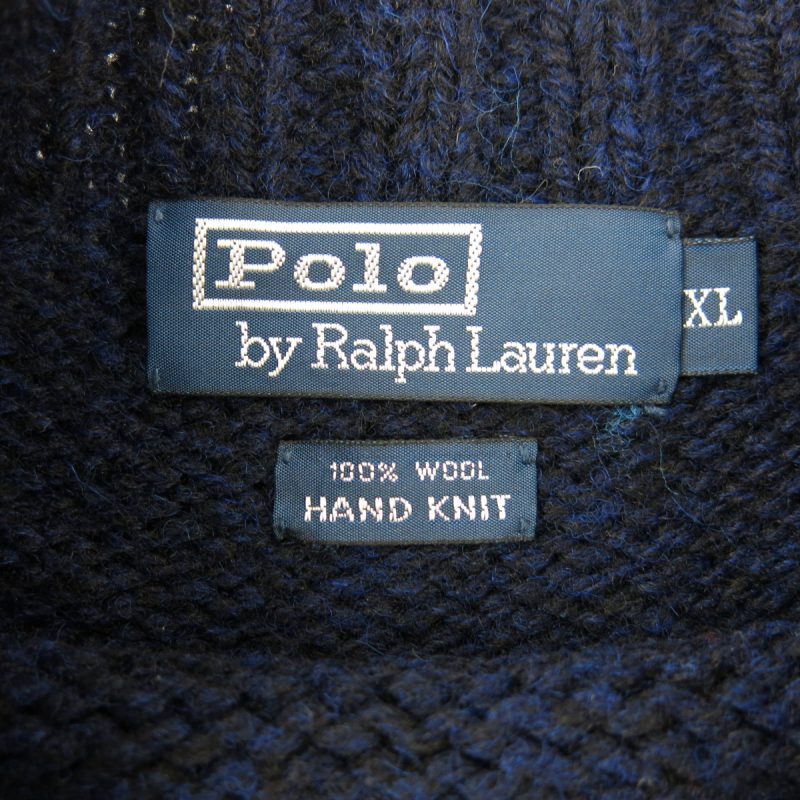 Polo
by Ralph Lauren
XL
100% WOOL
HAND KNIT